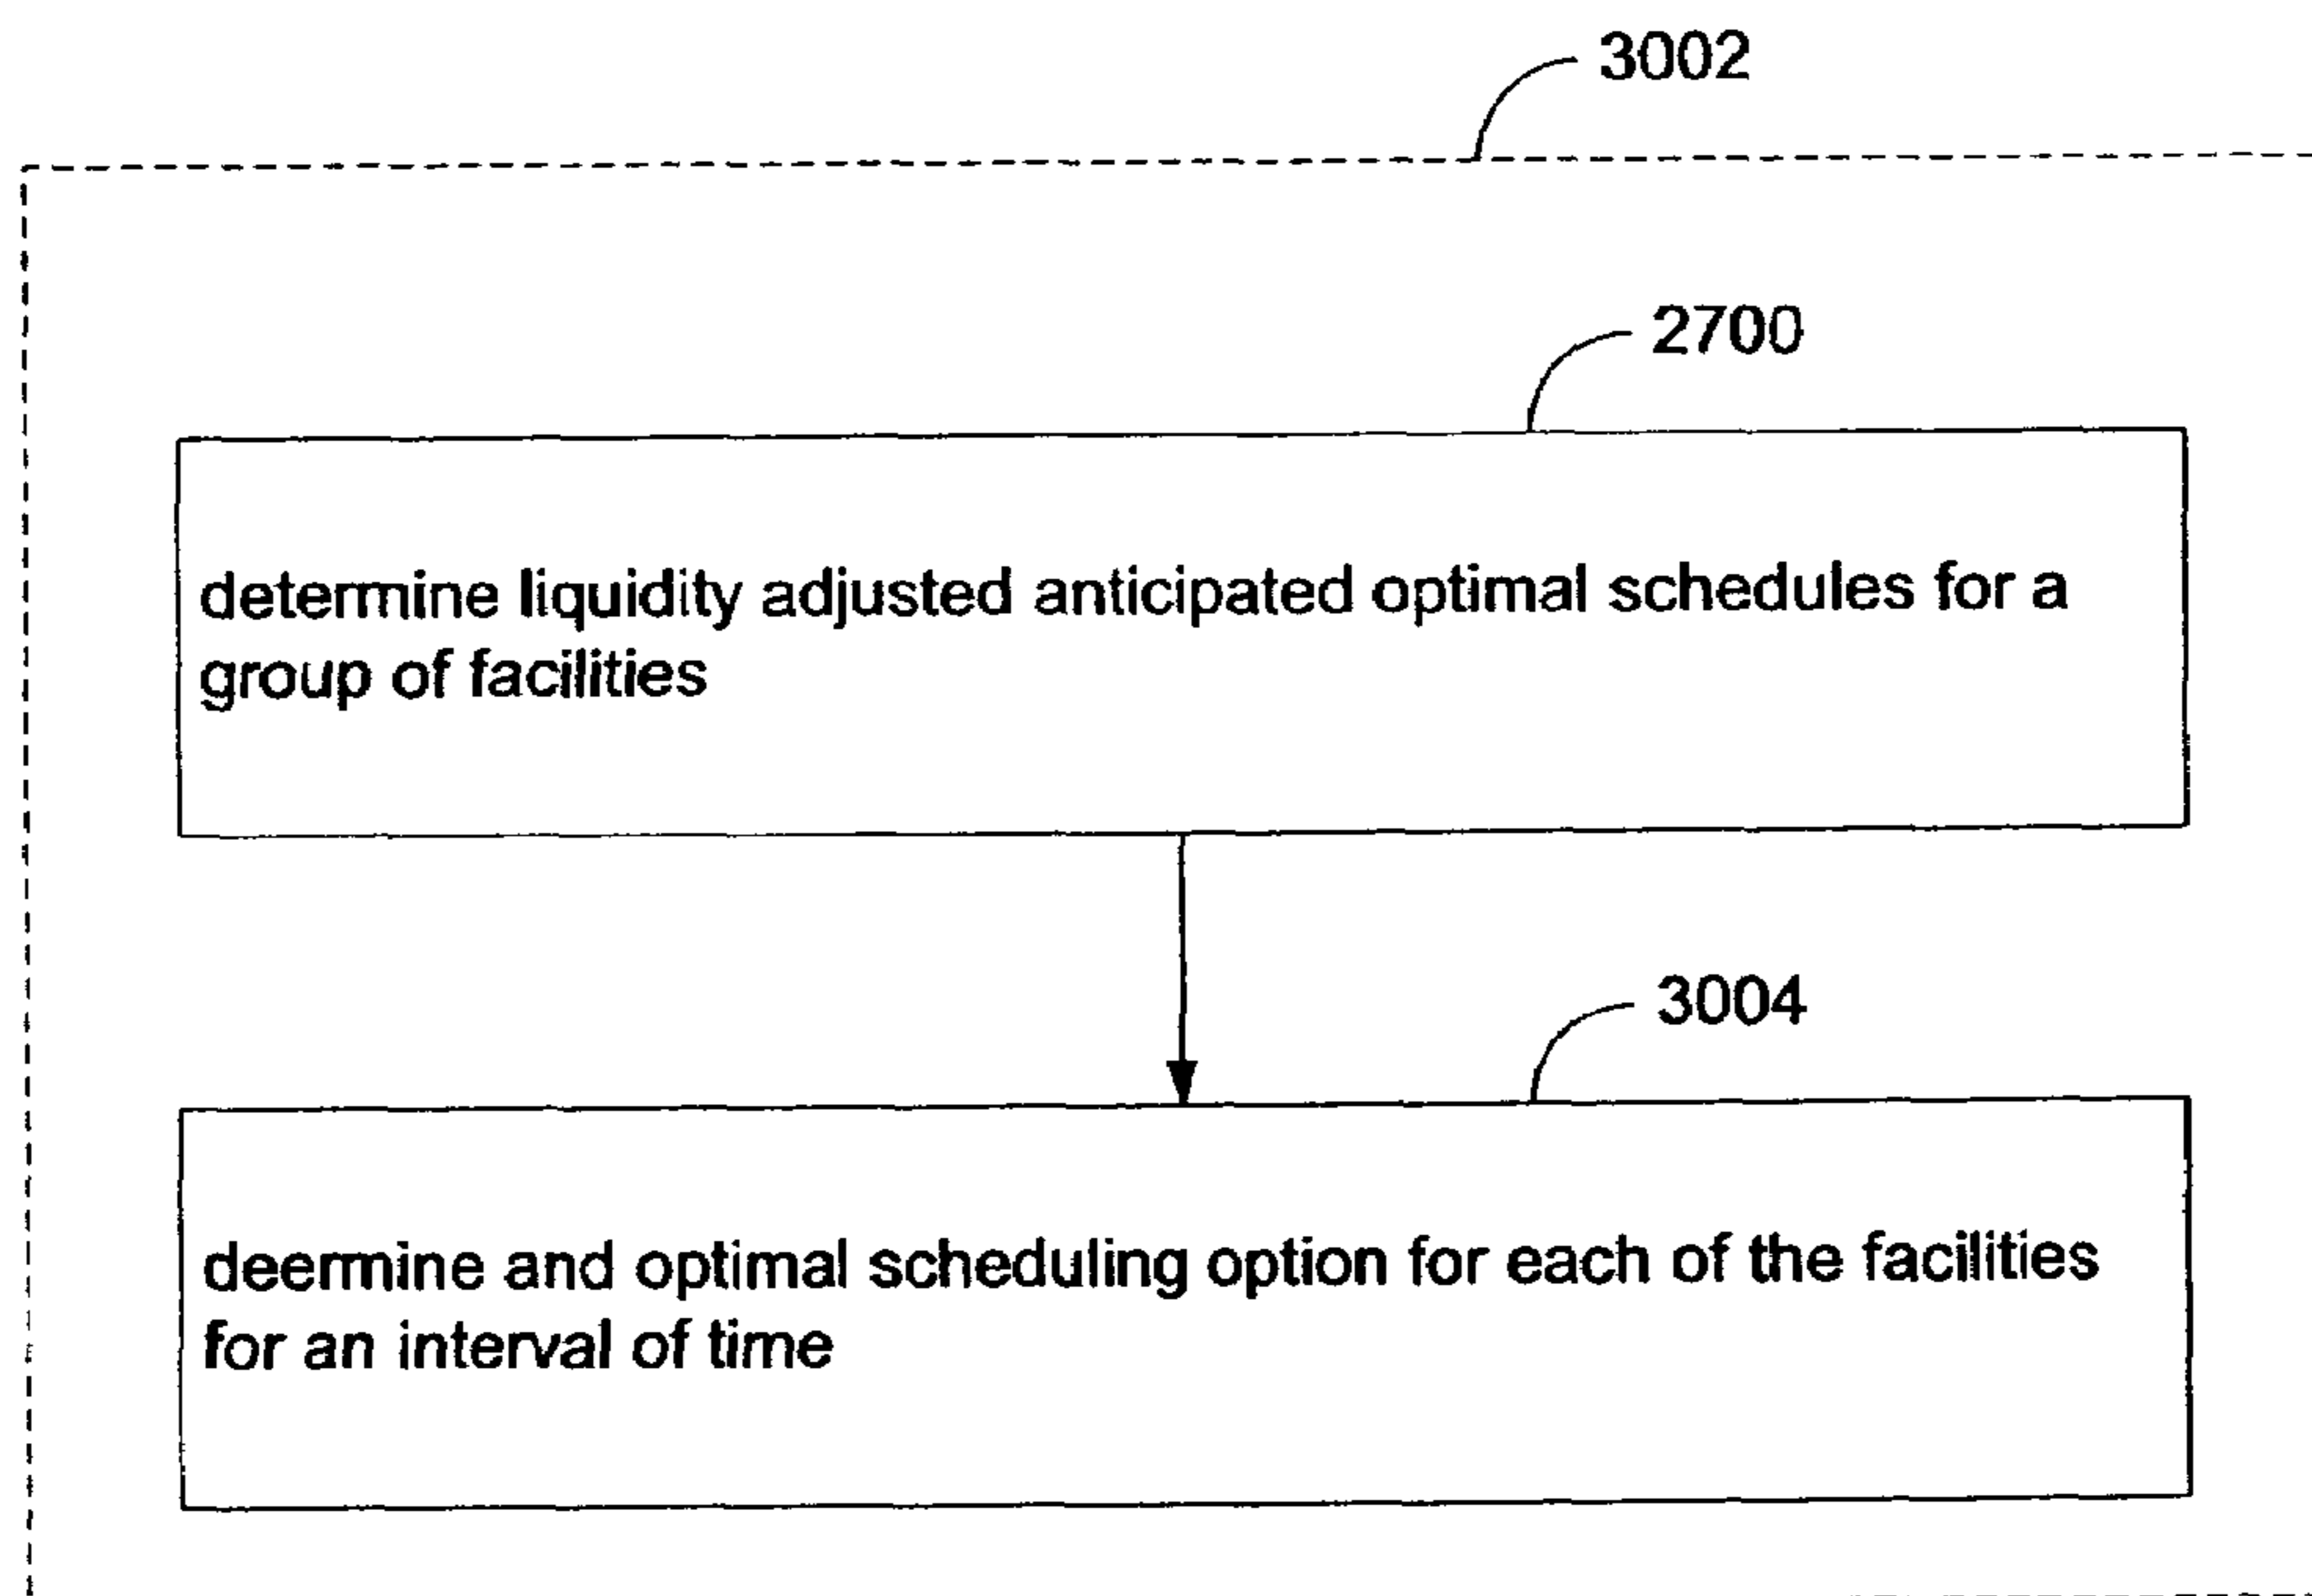 3002
2700
determine liquidity adjusted anticipated optimal schedules for a
group of facilities
3004
deermine and optimal scheduling option for each of the facilities
for an interval of time